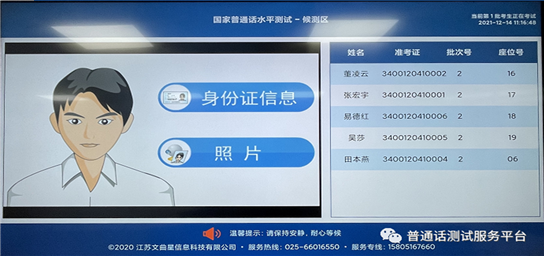 国家普通话水平测试 - 候测区
当前第 1 批考生正在考试
2021-12-14 11:16:48
身份证信息
照 片
姓名 准考证 批次号 座位号
董凌云 3400120410002 2 16
张宏宇 3400120410001 2 17
易德红 3400120410006 2 18
吴莎 3400120410005 2 19
田本燕 3400120410004 2 06
温馨提示：请保持安静，耐心等候
©2020 江苏文曲星信息科技有限公司 · 服务热线：025-66016550 · 服务专线：15805167660
普通话测试服务平台